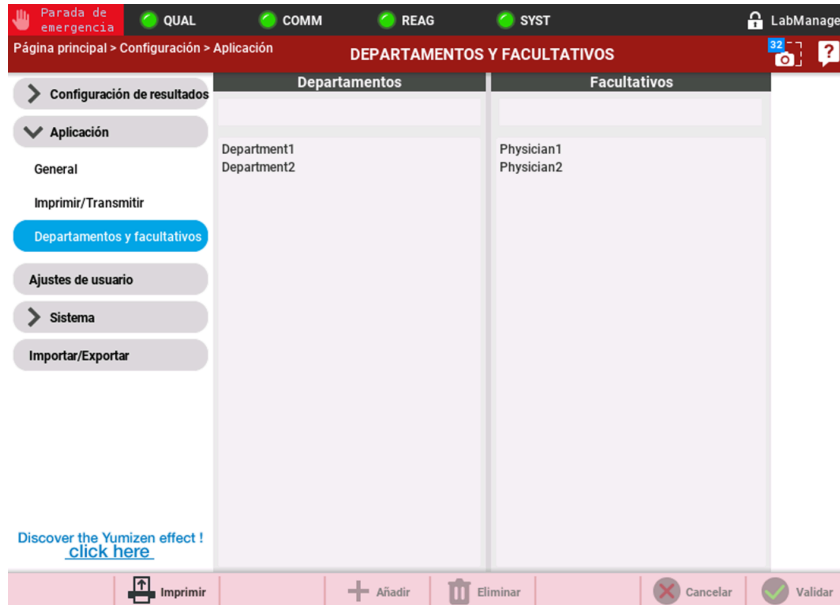 Parada de
emergencia
QUAL
COMM
REAG
SYST
LabManage
Página principal > Configuración > Aplicación
DEPARTAMENTOS Y FACULTATIVOS
32
?
Configuración de resultados
Aplicación
General
Imprimir/Transmitir
Departamentos y facultativos
Ajustes de usuario
Sistema
Importar/Exportar
Discover the Yumizen effect !
click here
Departamentos
Department1
Department2
Facultativos
Physician1
Physician2
Imprimir
Añadir
Eliminar
Cancelar
Validar